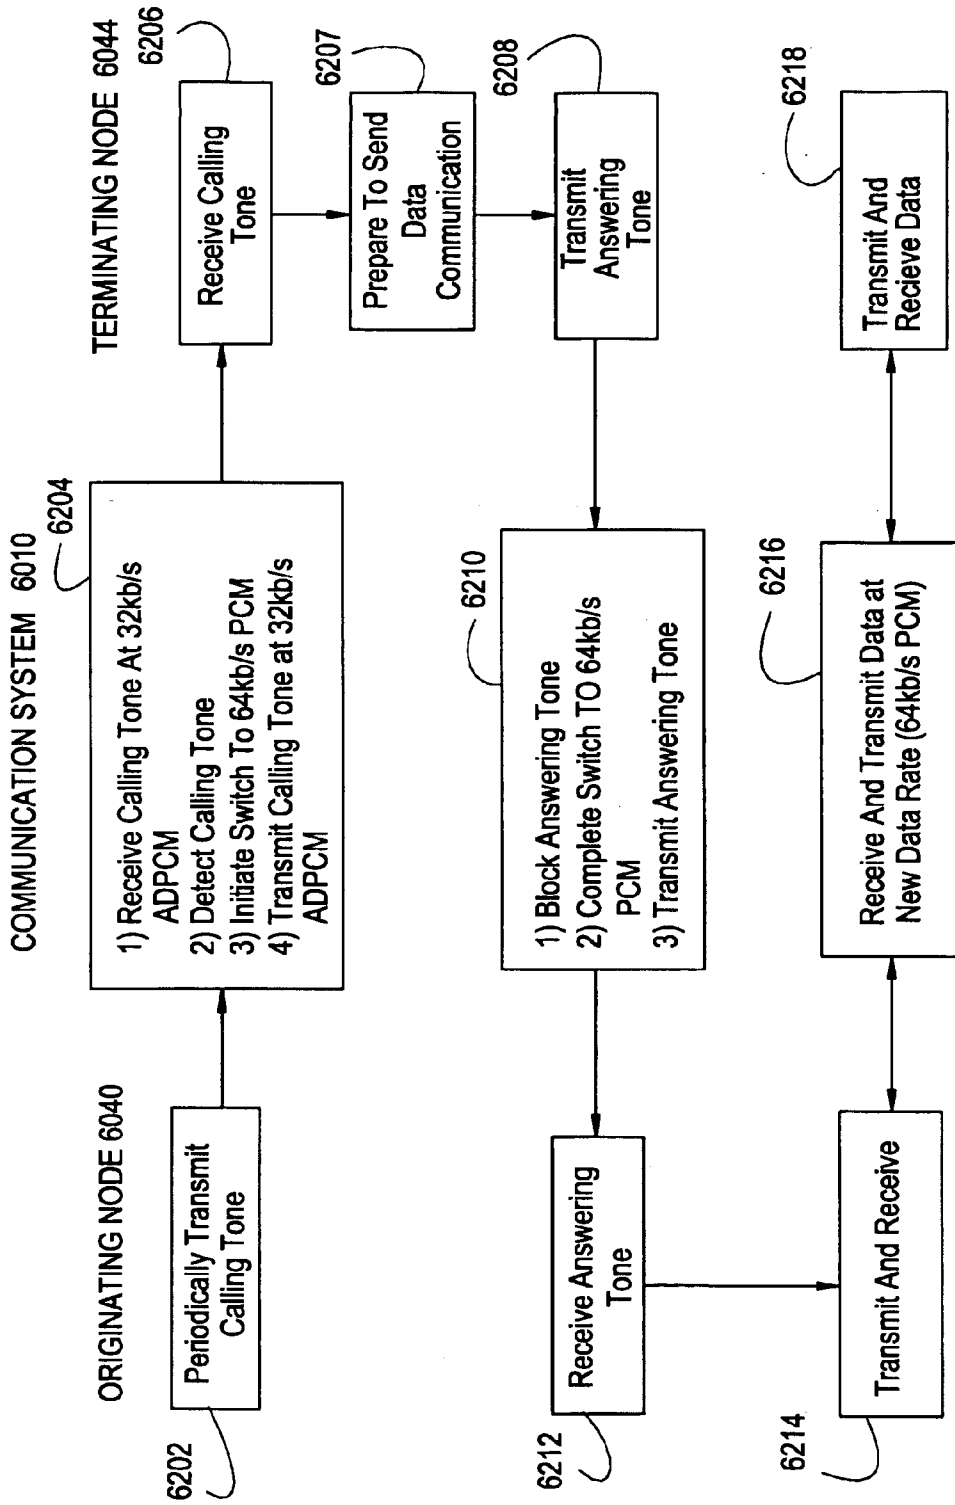 ORIGINATING NODE 6040
COMMUNICATION SYSTEM 6010
TERMINATING NODE 6044
6202
Periodically Transmit
Calling Tone
6204
1) Receive Calling Tone At 32kb/s
ADPCM
2) Detect Calling Tone
3) Initiate Switch To 64kb/s PCM
4) Transmit Calling Tone at 32kb/s
ADPCM
6206
Receive Calling
Tone
6207
Prepare To Send
Data
Communication
6208
Transmit
Answering
Tone
6210
1) Block Answering Tone
2) Complete Switch TO 64kb/s
PCM
3) Transmit Answering Tone
6212
Receive Answering
Tone
6214
Transmit And Receive
6216
Receive And Transmit Data at
New Data Rate (64kb/s PCM)
6218
Transmit And
Recieve Data